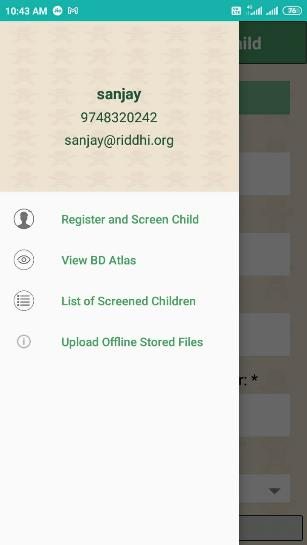 10:43 AM
76
hild
sanjay
9748320242
sanjay@riddhi.org
Register and Screen Child
View BD Atlas
List of Screened Children
Upload Offline Stored Files
r: *